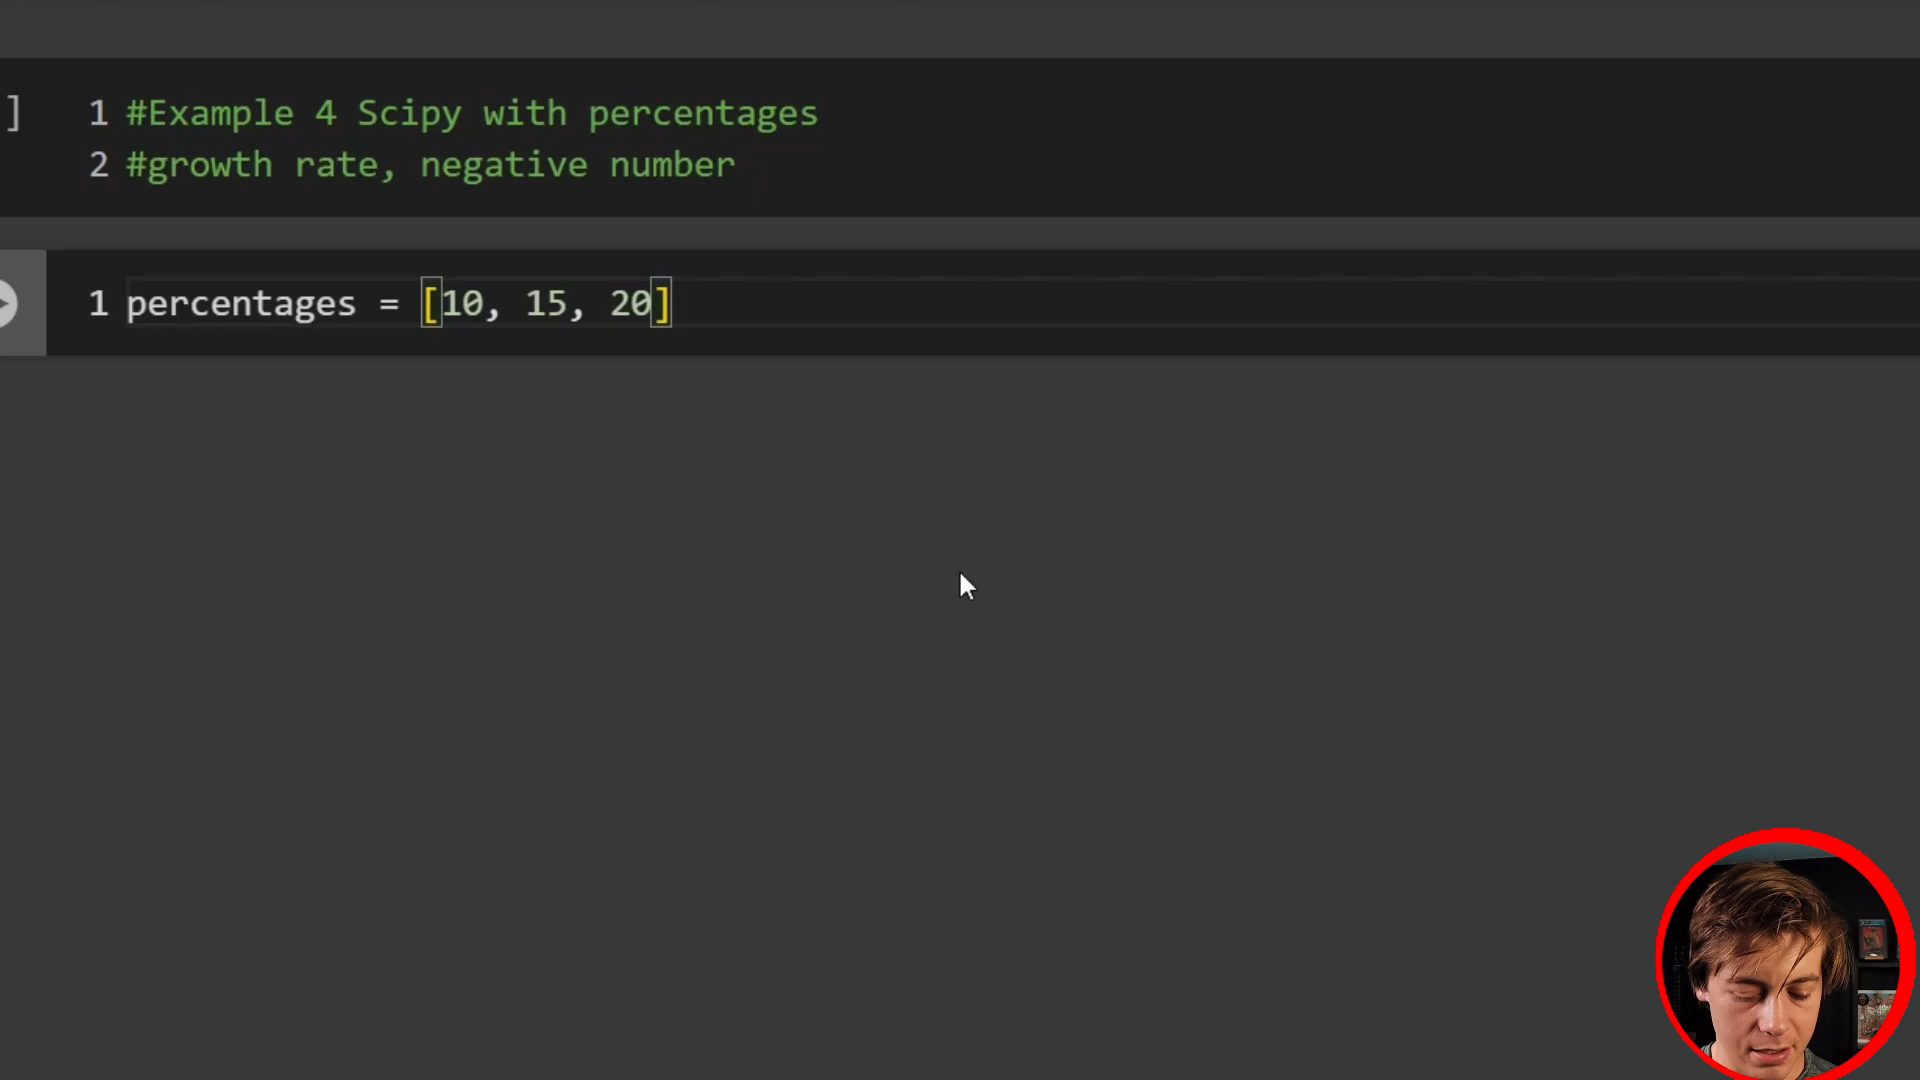 ]
1 #Example 4 Scipy with percentages
2 #growth rate, negative number
1 percentages = [10, 15, 20]